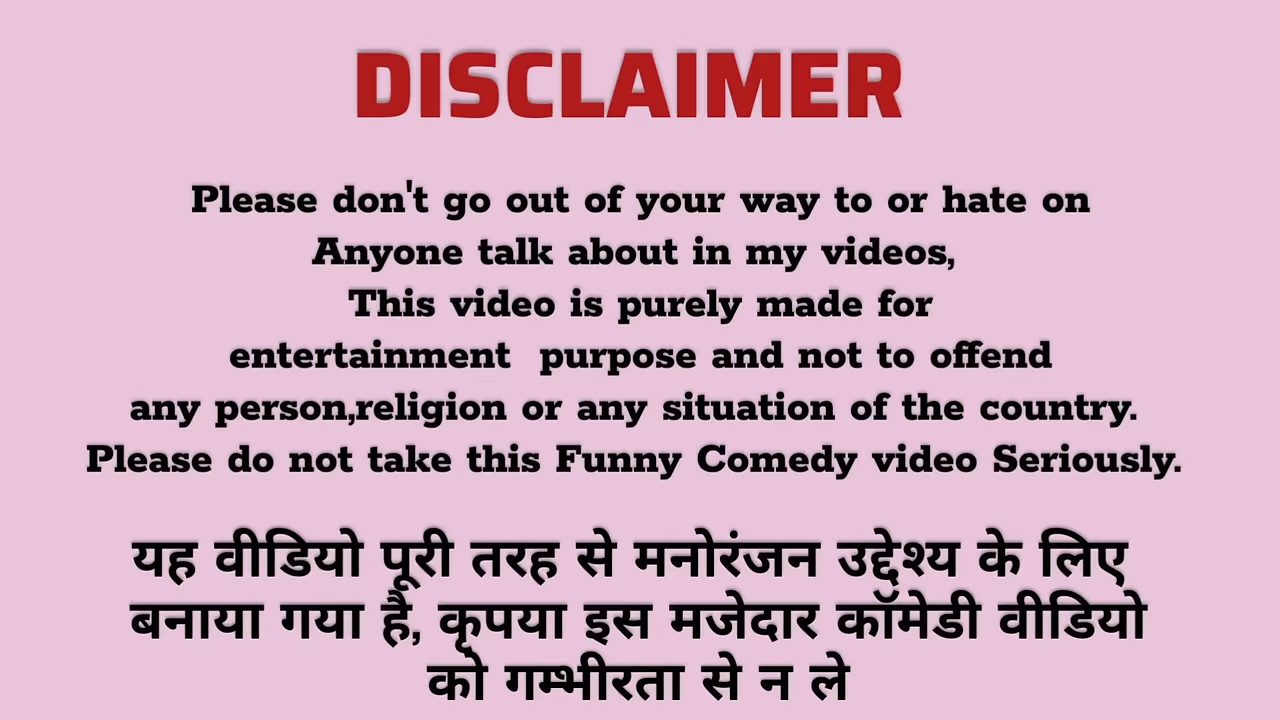 DISCLAIMER
Please don't go out of your way to or hate on
Anyone talk about in my videos,
This video is purely made for
entertainment  purpose and not to offend
any person,religion or any situation of the country.
Please do not take this Funny Comedy video Seriously.
यह वीडियो पूरी तरह से मनोरंजन उद्देश्य के लिए
बनाया गया है, कृपया इस मजेदार कॉमेडी वीडियो
को गम्भीरता से न ले